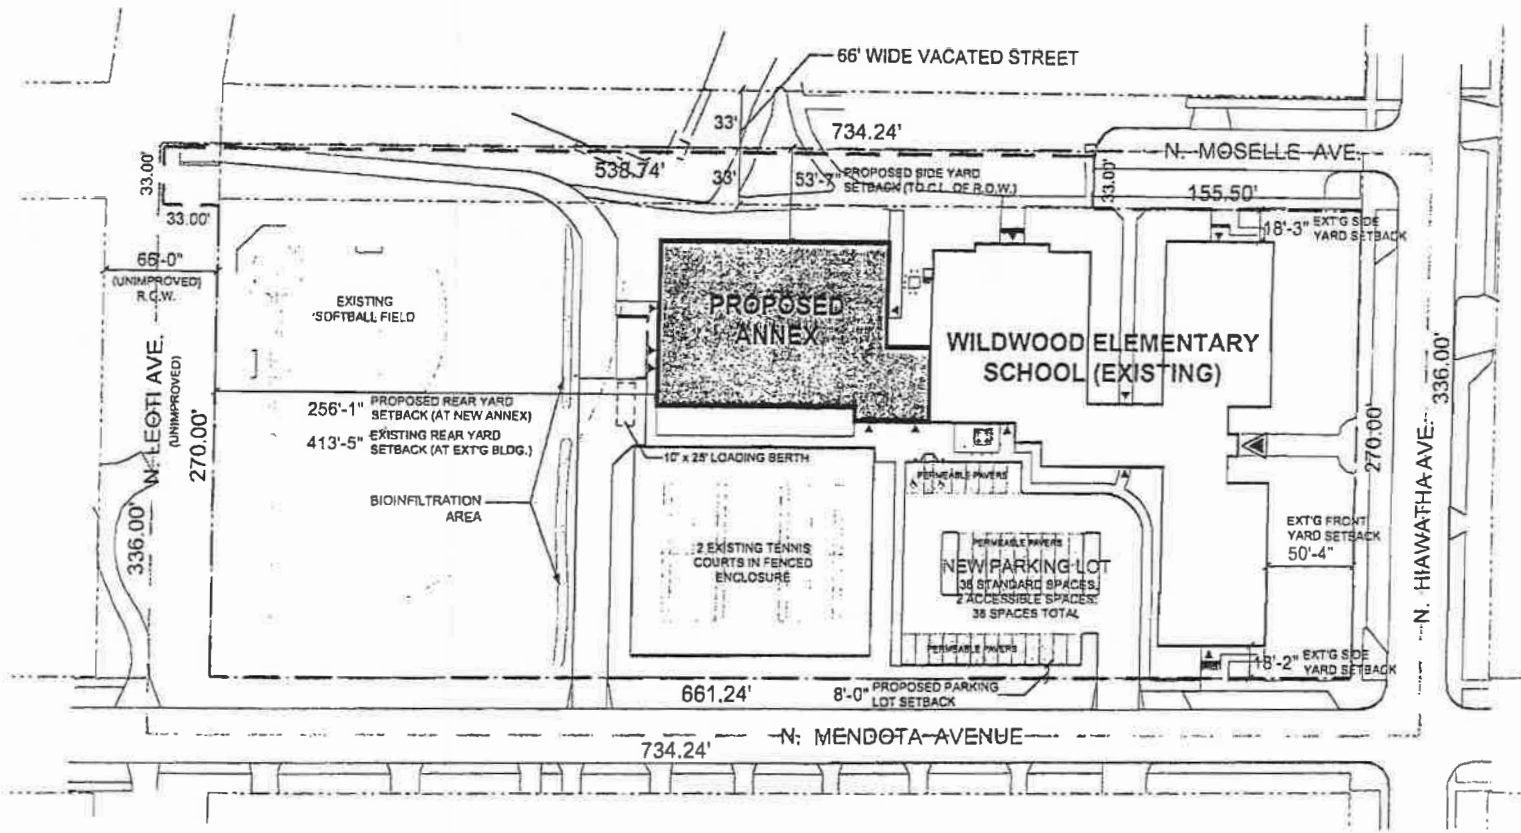 66' WIDE VACATED STREET
33'
734.24'
N. MOSELLE AVE.
33.00'
538.74'
33'
53'-7" PROPOSED SIDE YARD
SETBACK (TO C.L. OF R.O.W.)
33.00'
155.50'
33.00'
18'-3" EXT'G SIDE
YARD SETBACK
66'-0"
(UNIMPROVED)
R.O.W.
EXISTING
SOFTBALL FIELD
PROPOSED
ANNEX
WILDWOOD ELEMENTARY
SCHOOL (EXISTING)
N. LEOTI AVE.
(UNIMPROVED)
336.00'
270.00'
256'-1" PROPOSED REAR YARD
SETBACK (AT NEW ANNEX)
413'-5" EXISTING REAR YARD
SETBACK (AT EXT'G BLDG.)
10' x 25' LOADING BERTH
BIOINFILTRATION
AREA
2 EXISTING TENNIS
COURTS IN FENCED
ENCLOSURE
PERMEABLE PAVERS
PERMEABLE PAVERS
NEW PARKING LOT
36 STANDARD SPACES,
2 ACCESSIBLE SPACES,
38 SPACES TOTAL
PERMEABLE PAVERS
270.00'
336.00'
N. HIAWATHA AVE.
EXT'G FRONT
YARD SETBACK
50'-4"
18'-2" EXT'G SIDE
YARD SETBACK
661.24'
8'-0" PROPOSED PARKING
LOT SETBACK
N. MENDOTA AVENUE
734.24'